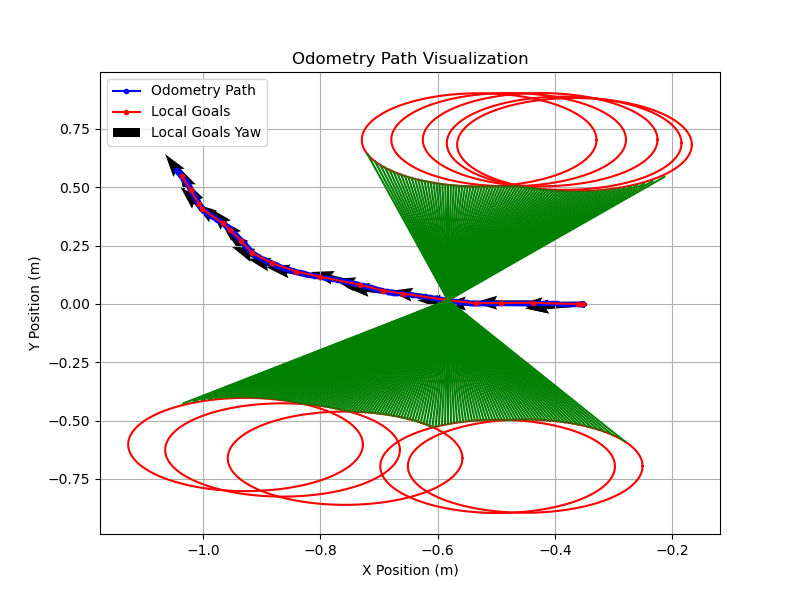 Odometry Path Visualization
Odometry Path
Local Goals
Local Goals Yaw
0.75
0.50
0.25
0.00
−0.25
−0.50
−0.75
Y Position (m)
−1.0
−0.8
−0.6
−0.4
−0.2
X Position (m)